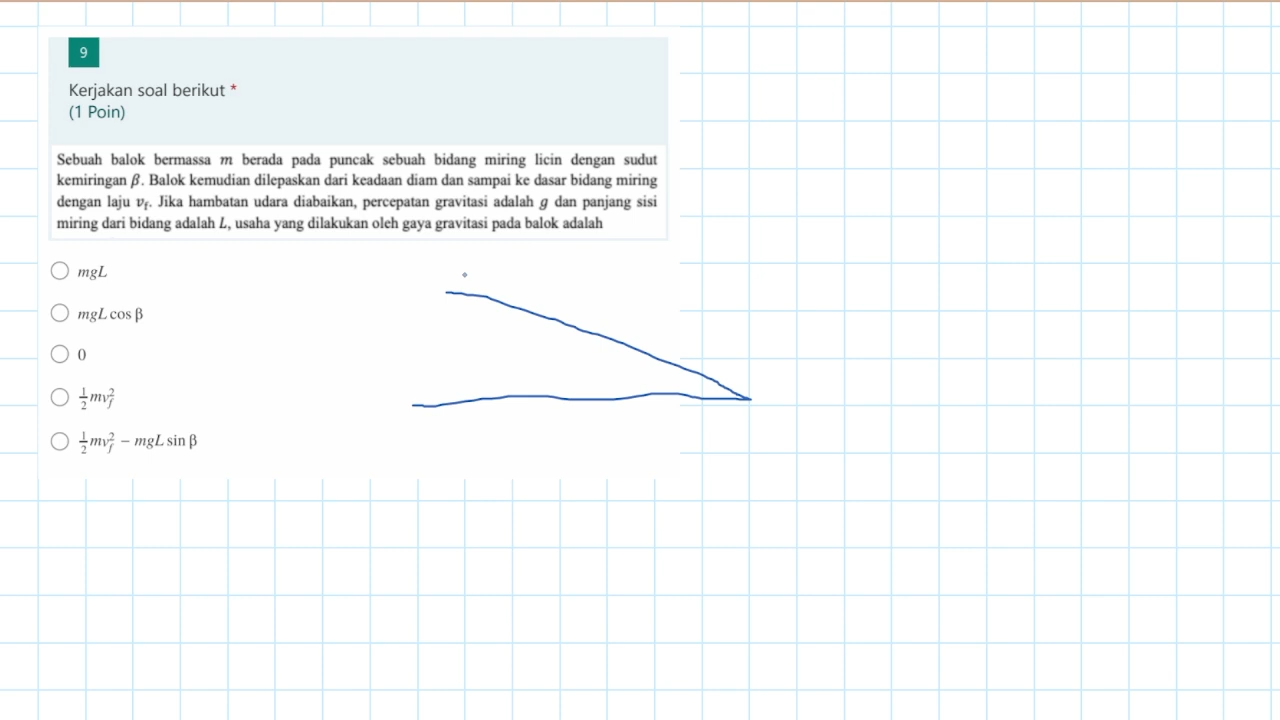 9
Kerjakan soal berikut *
(1 Poin)
Sebuah balok bermassa m berada pada puncak sebuah bidang miring licin dengan sudut
kemiringan β. Balok kemudian dilepaskan dari keadaan diam dan sampai ke dasar bidang miring
dengan laju v_f. Jika hambatan udara diabaikan, percepatan gravitasi adalah g dan panjang sisi
miring dari bidang adalah L, usaha yang dilakukan oleh gaya gravitasi pada balok adalah
mgL
mgL cos β
0
½mv_f²
½mv_f² − mgL sin β